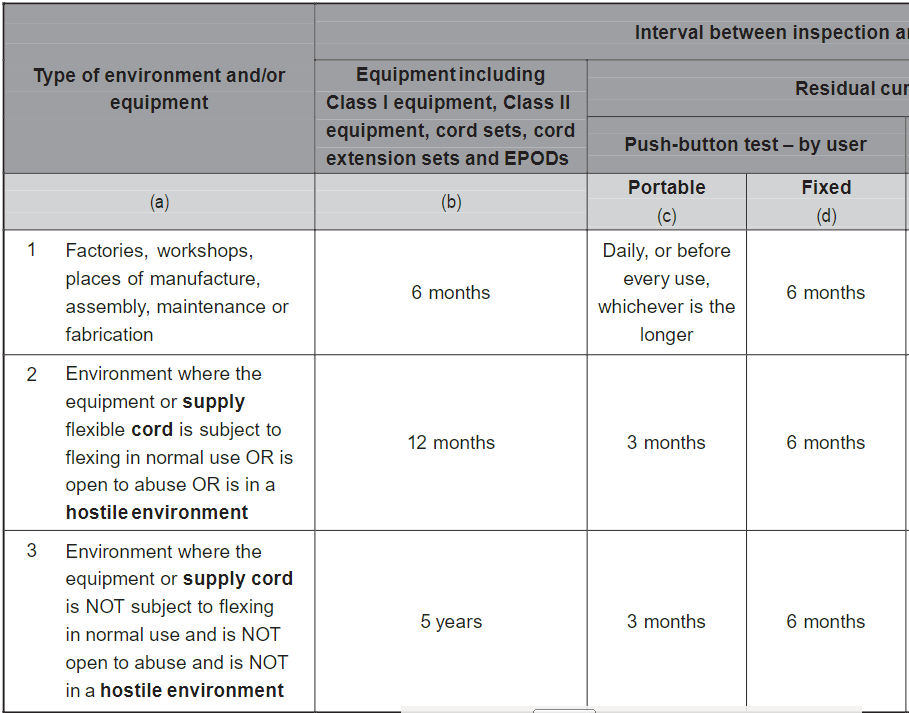 Interval between inspection a
Type of environment and/or
equipment
Equipment including
Class I equipment, Class II
equipment, cord sets, cord
extension sets and EPODs
Residual cur
Push-button test – by user
(a)
(b)
Portable
(c)
Fixed
(d)
1 Factories, workshops,
places of manufacture,
assembly, maintenance or
fabrication
6 months
Daily, or before
every use,
whichever is the
longer
6 months
2 Environment where the
equipment or supply
flexible cord is subject to
flexing in normal use OR is
open to abuse OR is in a
hostile environment
12 months
3 months
6 months
3 Environment where the
equipment or supply cord
is NOT subject to flexing
in normal use and is NOT
open to abuse and is NOT
in a hostile environment
5 years
3 months
6 months